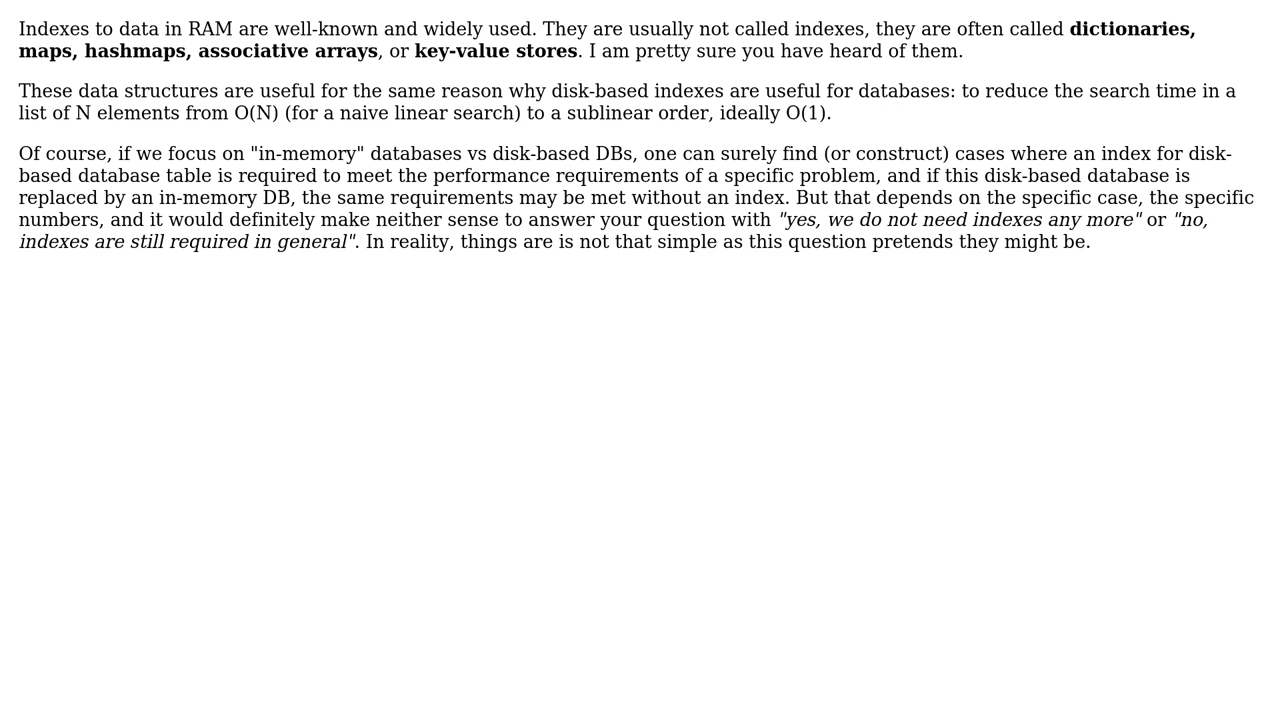 Indexes to data in RAM are well-known and widely used. They are usually not called indexes, they are often called dictionaries,
maps, hashmaps, associative arrays, or key-value stores. I am pretty sure you have heard of them.
These data structures are useful for the same reason why disk-based indexes are useful for databases: to reduce the search time in a
list of N elements from O(N) (for a naive linear search) to a sublinear order, ideally O(1).
Of course, if we focus on "in-memory" databases vs disk-based DBs, one can surely find (or construct) cases where an index for disk-
based database table is required to meet the performance requirements of a specific problem, and if this disk-based database is
replaced by an in-memory DB, the same requirements may be met without an index. But that depends on the specific case, the specific
numbers, and it would definitely make neither sense to answer your question with "yes, we do not need indexes any more" or "no,
indexes are still required in general". In reality, things are is not that simple as this question pretends they might be.